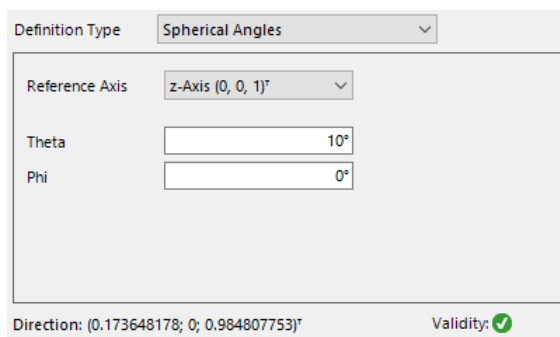 Definition Type Spherical Angles
Reference Axis z-Axis (0, 0, 1)ᵀ
Theta 10°
Phi 0°
Direction: (0.173648178; 0; 0.984807753)ᵀ Validity: